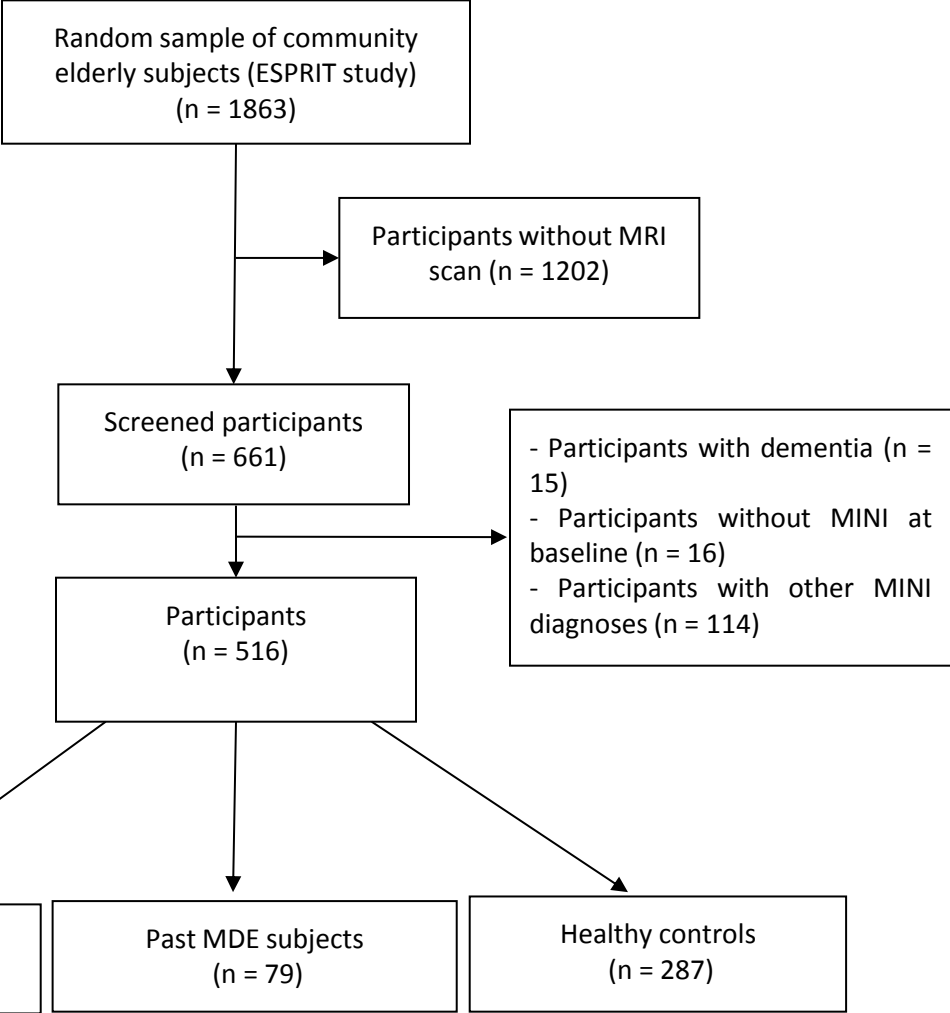 Random sample of community
elderly subjects (ESPRIT study)
(n = 1863)
Participants without MRI
scan (n = 1202)
Screened participants
(n = 661)
- Participants with dementia (n =
15)
- Participants without MINI at
baseline (n = 16)
- Participants with other MINI
diagnoses (n = 114)
Participants
(n = 516)
Past MDE subjects
(n = 79)
Healthy controls
(n = 287)